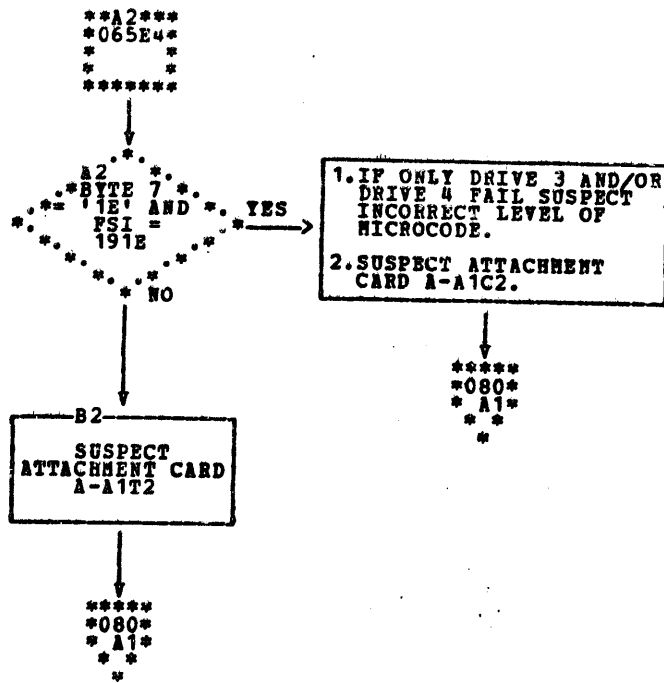 **A2***
*065E4*
* *
* *
*******
A2
BYTE 7
= '1E' AND
FSI =
191E
YES
NO
1.IF ONLY DRIVE 3 AND/OR
DRIVE 4 FAIL SUSPECT
INCORRECT LEVEL OF
MICROCODE.
2.SUSPECT ATTACHMENT
CARD A-A1C2.
*****
*080*
* A1*
* *
*
B2
SUSPECT
ATTACHMENT CARD
A-A1T2
*****
*080*
* A1*
* *
*